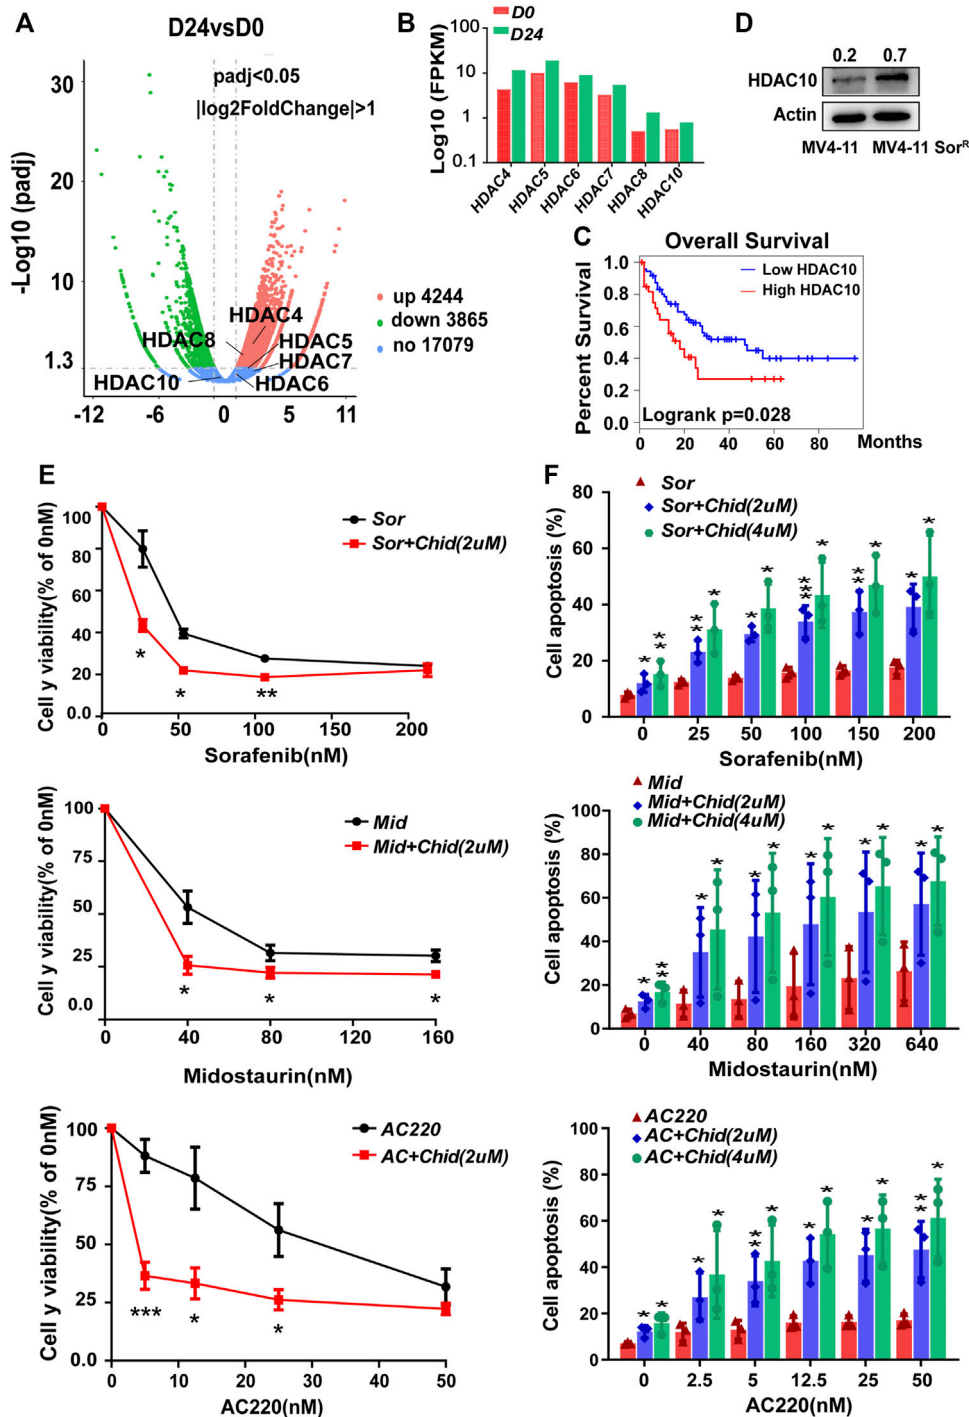 A
D24vsD0
padj<0.05
|log2FoldChange|>1
-Log10 (padj)
30
20
10
1.3
HDAC4
HDAC8
HDAC5
HDAC7
HDAC10
HDAC6
up 4244
down 3865
no 17079
-12 -6 0 5 11
B
D0
D24
Log10 (FPKM)
100
10
1
0.1
HDAC4 HDAC5 HDAC6 HDAC7 HDAC8 HDAC10
D
0.2 0.7
HDAC10
Actin
MV4-11 MV4-11 Sorᴿ
C
Overall Survival
Percent Survival
1.0
0.8
0.6
0.4
0.2
0.0
Low HDAC10
High HDAC10
Logrank p=0.028
0 20 40 60 80 Months
E
Cell y viability(% of 0nM)
100
80
60
40
20
0.0
Sor
Sor+Chid(2uM)
*
*
**
0 50 100 150 200
Sorafenib(nM)
Cell y viability(% of 0nM)
100
75
50
25
0.0
Mid
Mid+Chid(2uM)
*
*
*
0 40 80 120 160
Midostaurin(nM)
Cell y viability(% of 0nM)
100
75
50
25
0.0
AC220
AC+Chid(2uM)
***
*
*
0 10 20 30 40 50
AC220(nM)
F
Cell apoptosis (%)
80
60
40
20
0
Sor
Sor+Chid(2uM)
Sor+Chid(4uM)
* ** ** * * * *** * ** * * *
0 25 50 100 150 200
Sorafenib(nM)
Cell apoptosis (%)
100
80
60
40
20
0
Mid
Mid+Chid(2uM)
Mid+Chid(4uM)
* ** * * * * * * * * * *
0 40 80 160 320 640
Midostaurin(nM)
Cell apoptosis (%)
100
80
60
40
20
0
AC220
AC+Chid(2uM)
AC+Chid(4uM)
* * * * ** * * * * * ** *
0 2.5 5 12.5 25 50
AC220(nM)